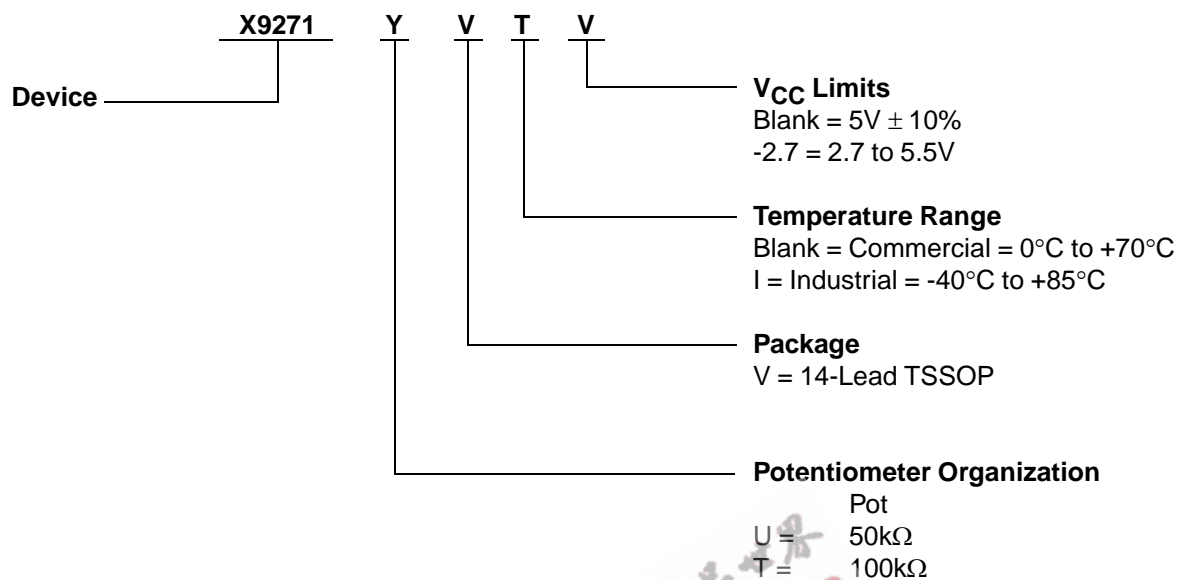 X9271 Y V T V
Device
VCC Limits
Blank = 5V ± 10%
-2.7 = 2.7 to 5.5V
Temperature Range
Blank = Commercial = 0°C to +70°C
I = Industrial = -40°C to +85°C
Package
V = 14-Lead TSSOP
Potentiometer Organization
Pot
U = 50kΩ
T = 100kΩ